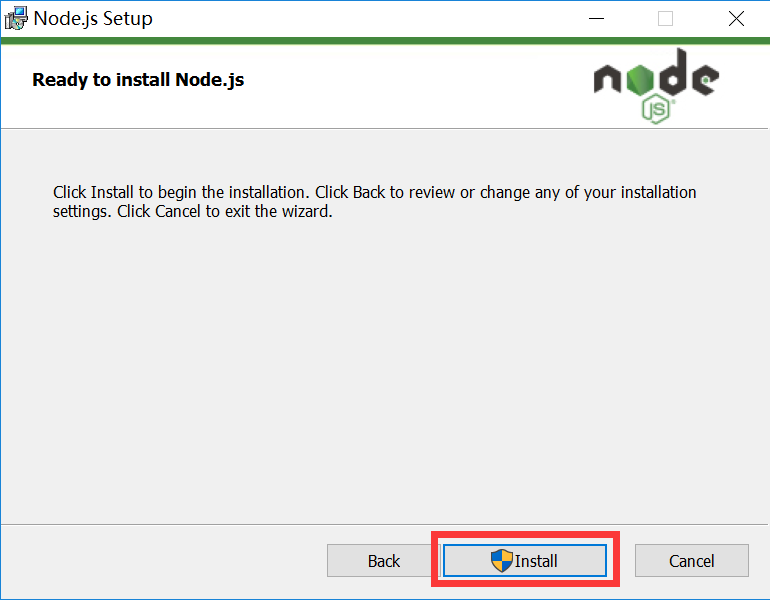 Node.js Setup
Ready to install Node.js
node
JS
Click Install to begin the installation. Click Back to review or change any of your installation
settings. Click Cancel to exit the wizard.
Back
Install
Cancel